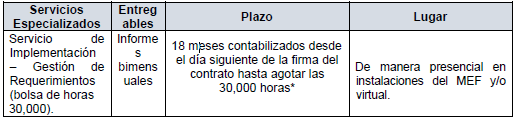 Servicios Especializados
Entregables
Plazo
Lugar
Servicio de
Implementación
– Gestión de
Requerimientos
(bolsa de horas
30,000).
Informe
s
bimens
uales
18 meses contabilizados desde
el día siguiente de la firma del
contrato hasta agotar las
30,000 horas*
De manera presencial en
instalaciones del MEF y/o
virtual.